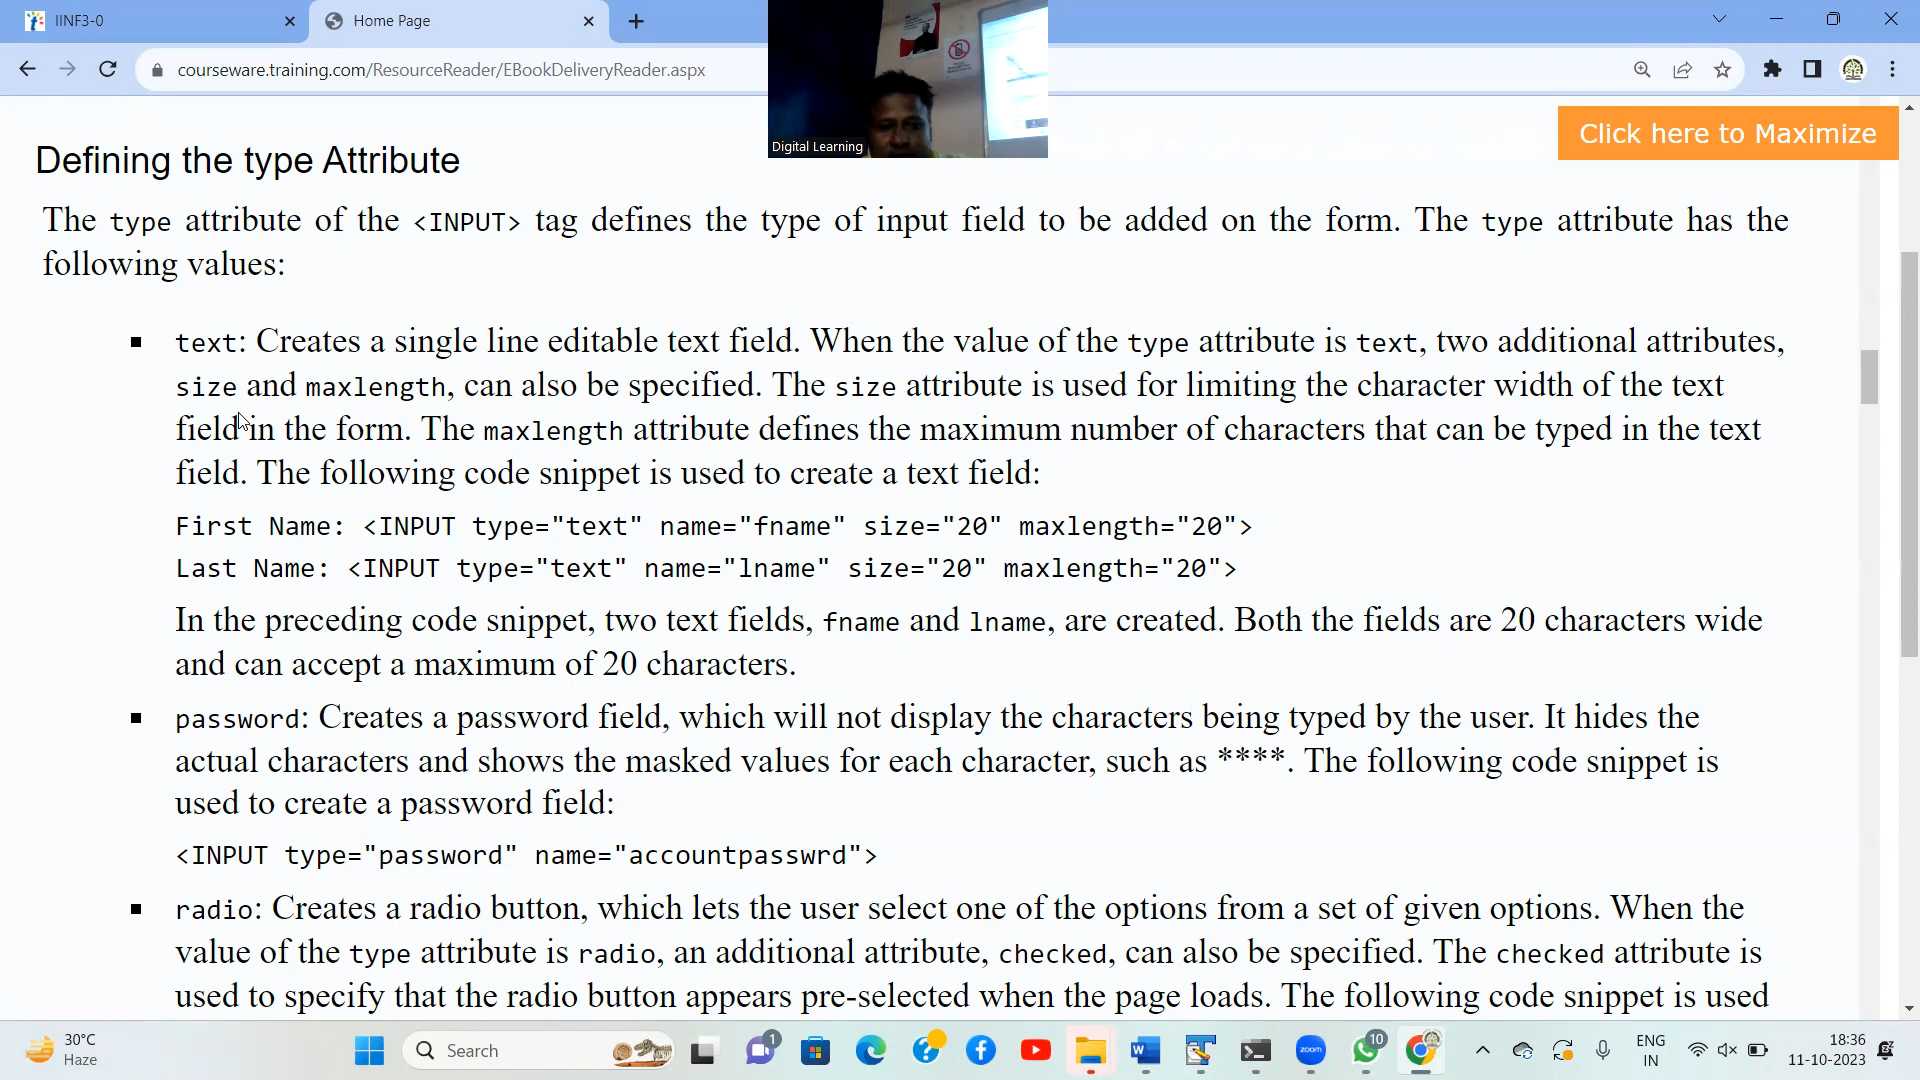 IINF3-0
Home Page
courseware.training.com/ResourceReader/EBookDeliveryReader.aspx
Digital Learning
Click here to Maximize
Defining the type Attribute
The type attribute of the <INPUT> tag defines the type of input field to be added on the form. The type attribute has the
following values:
text: Creates a single line editable text field. When the value of the type attribute is text, two additional attributes,
size and maxlength, can also be specified. The size attribute is used for limiting the character width of the text
field in the form. The maxlength attribute defines the maximum number of characters that can be typed in the text
field. The following code snippet is used to create a text field:
First Name: <INPUT type="text" name="fname" size="20" maxlength="20">
Last Name: <INPUT type="text" name="lname" size="20" maxlength="20">
In the preceding code snippet, two text fields, fname and lname, are created. Both the fields are 20 characters wide
and can accept a maximum of 20 characters.
password: Creates a password field, which will not display the characters being typed by the user. It hides the
actual characters and shows the masked values for each character, such as ****. The following code snippet is
used to create a password field:
<INPUT type="password" name="accountpasswrd">
radio: Creates a radio button, which lets the user select one of the options from a set of given options. When the
value of the type attribute is radio, an additional attribute, checked, can also be specified. The checked attribute is
used to specify that the radio button appears pre-selected when the page loads. The following code snippet is used
30°C
Haze
Search
1
zoom
10
ENG
IN
18:36
11-10-2023